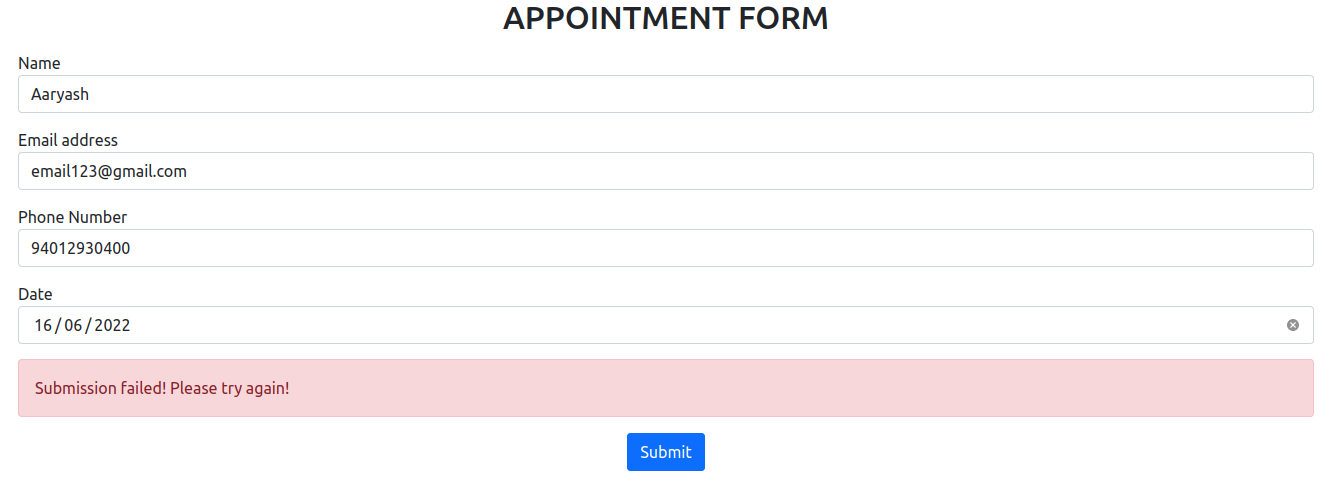 APPOINTMENT FORM
Name
Aaryash
Email address
email123@gmail.com
Phone Number
94012930400
Date
16/06/2022
Submission failed! Please try again!
Submit